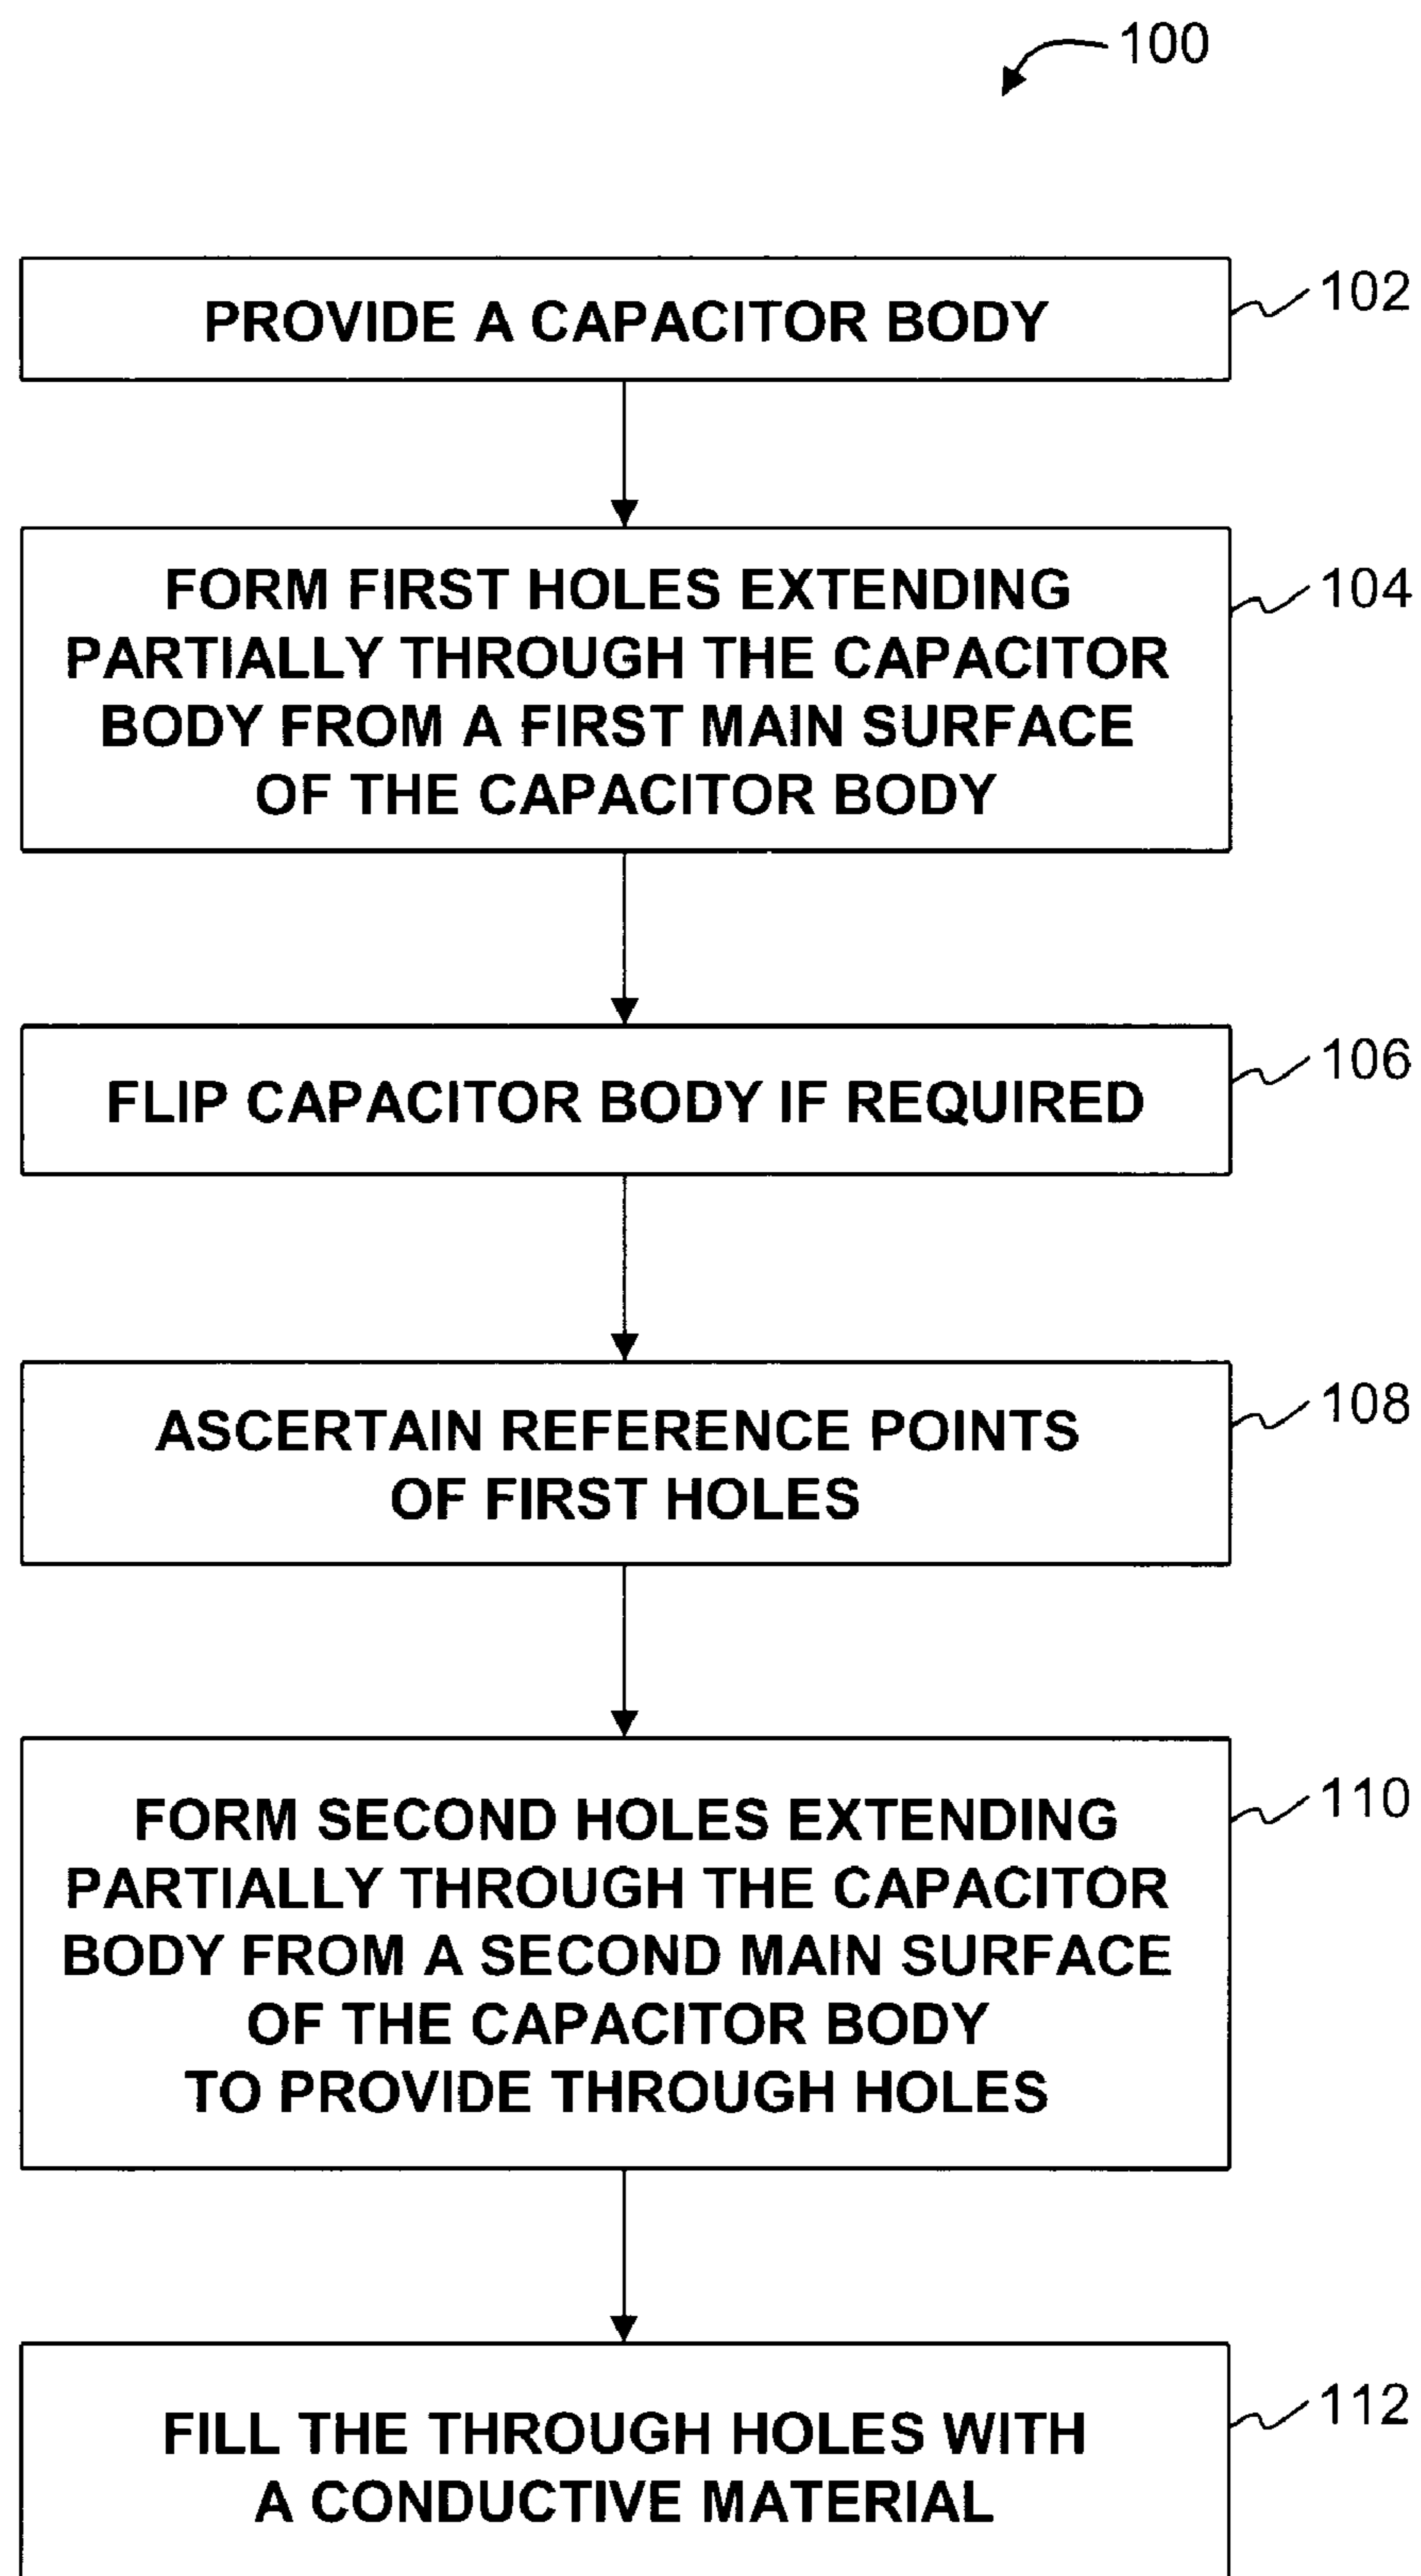 100
PROVIDE A CAPACITOR BODY
102
FORM FIRST HOLES EXTENDING
PARTIALLY THROUGH THE CAPACITOR
BODY FROM A FIRST MAIN SURFACE
OF THE CAPACITOR BODY
104
FLIP CAPACITOR BODY IF REQUIRED
106
ASCERTAIN REFERENCE POINTS
OF FIRST HOLES
108
FORM SECOND HOLES EXTENDING
PARTIALLY THROUGH THE CAPACITOR
BODY FROM A SECOND MAIN SURFACE
OF THE CAPACITOR BODY
TO PROVIDE THROUGH HOLES
110
FILL THE THROUGH HOLES WITH
A CONDUCTIVE MATERIAL
112